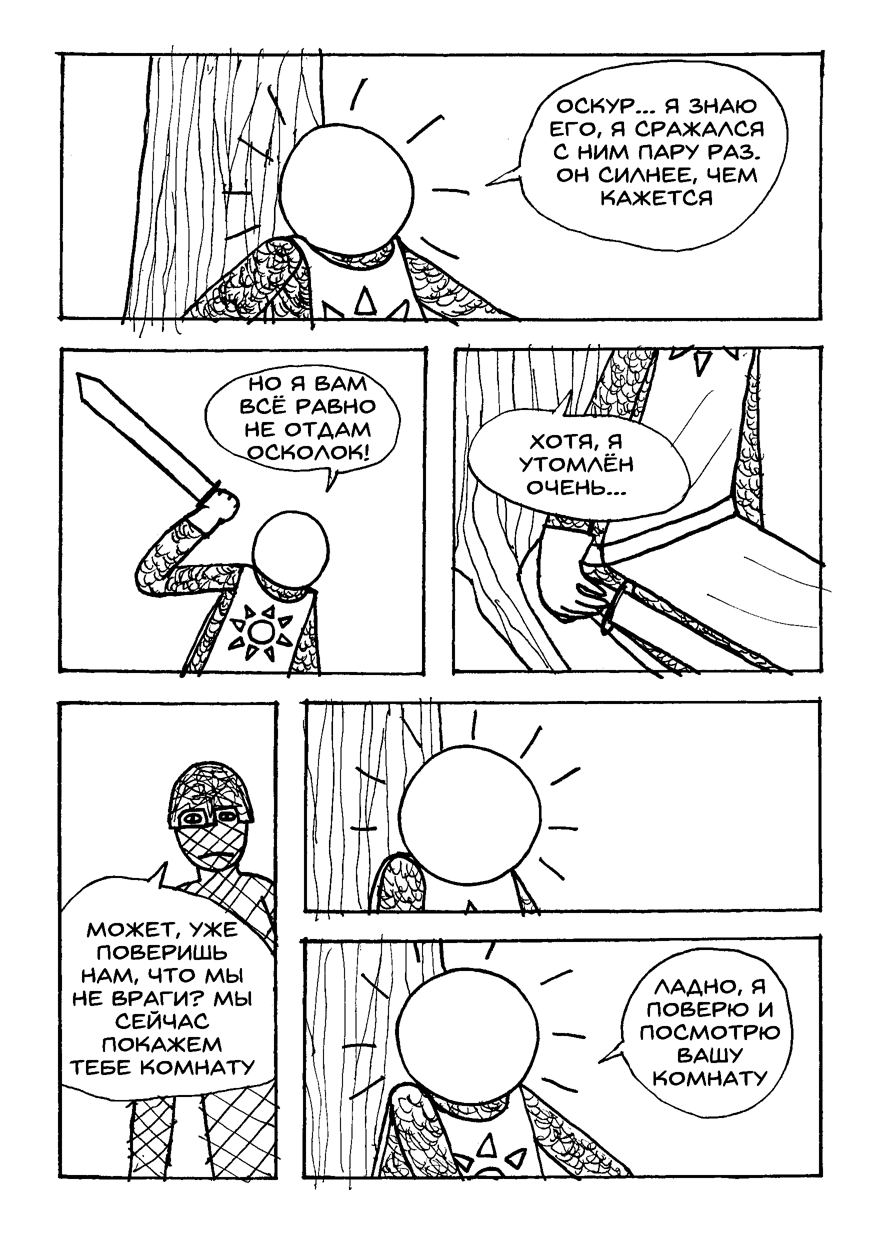 ОСКУР... Я ЗНАЮ
ЕГО, Я СРАЖАЛСЯ
С НИМ ПАРУ РАЗ.
ОН СИЛНЕЕ, ЧЕМ
КАЖЕТСЯ
НО Я ВАМ
ВСЁ РАВНО
НЕ ОТДАМ
ОСКОЛОК!
ХОТЯ, Я
УТОМЛЁН
ОЧЕНЬ...
МОЖЕТ, УЖЕ
ПОВЕРИШЬ
НАМ, ЧТО МЫ
НЕ ВРАГИ? МЫ
СЕЙЧАС
ПОКАЖЕМ
ТЕБЕ КОМНАТУ
ЛАДНО, Я
ПОВЕРЮ И
ПОСМОТРЮ
ВАШУ
КОМНАТУ